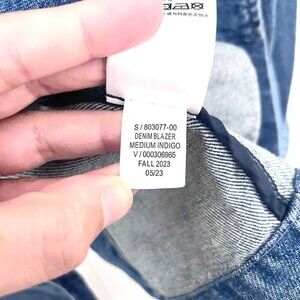 S / 803077-00
DENIM BLAZER
MEDIUM INDIGO
V / 000306965
FALL 2023
05/23